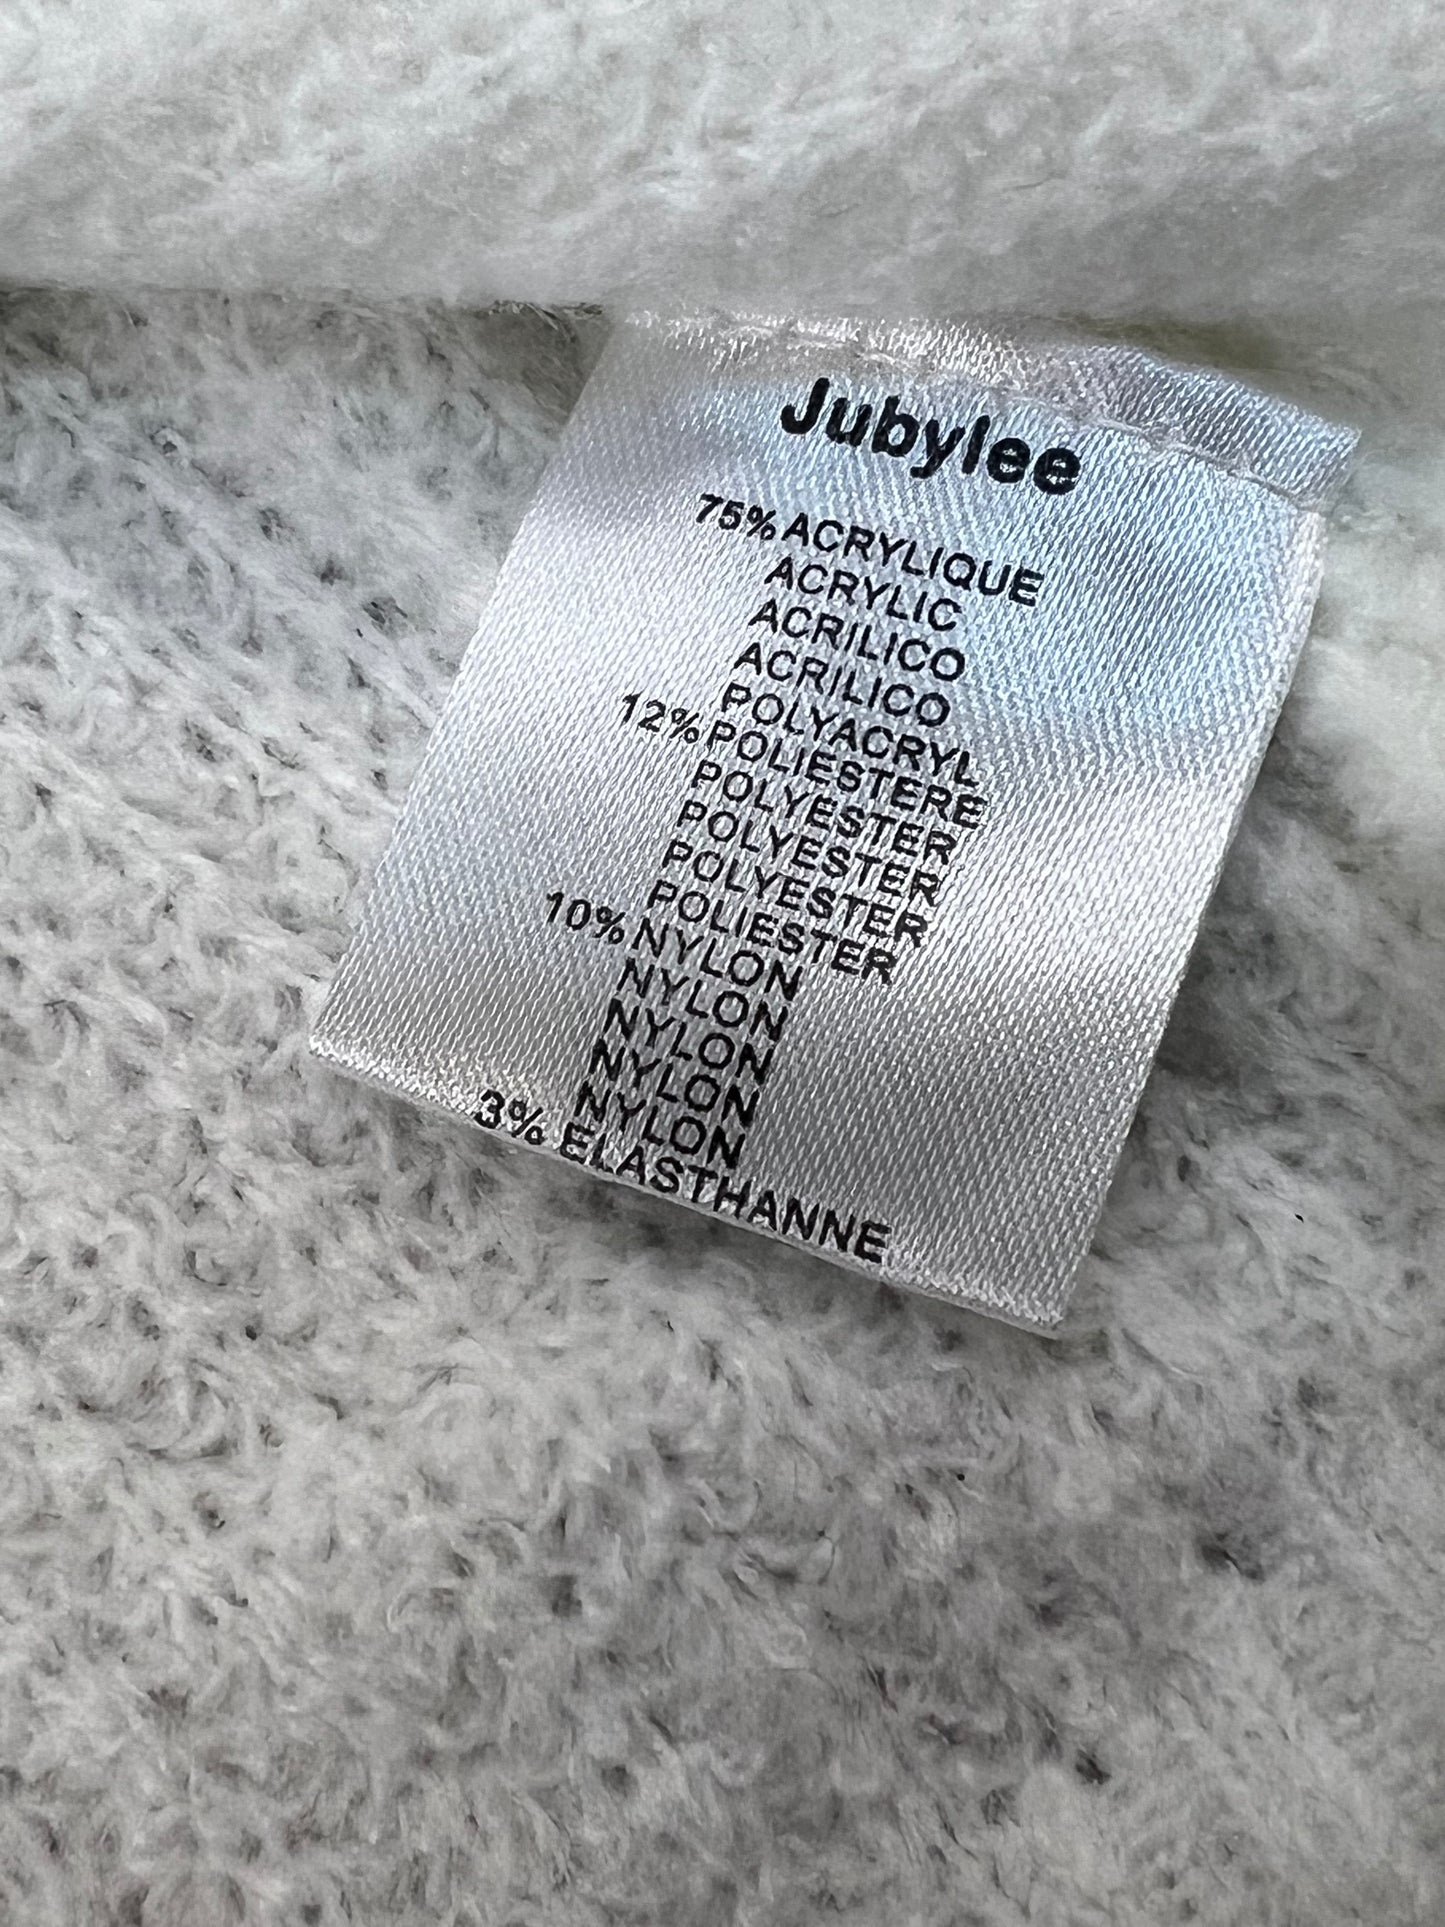 Jubylee
75% ACRYLIQUE
ACRYLIC
ACRILICO
ACRILICO
POLYACRYL
12% POLIESTERE
POLYESTER
POLYESTER
POLYESTER
POLIESTER
10% NYLON
NYLON
NYLON
NYLON
NYLON
3% ELASTHANNE